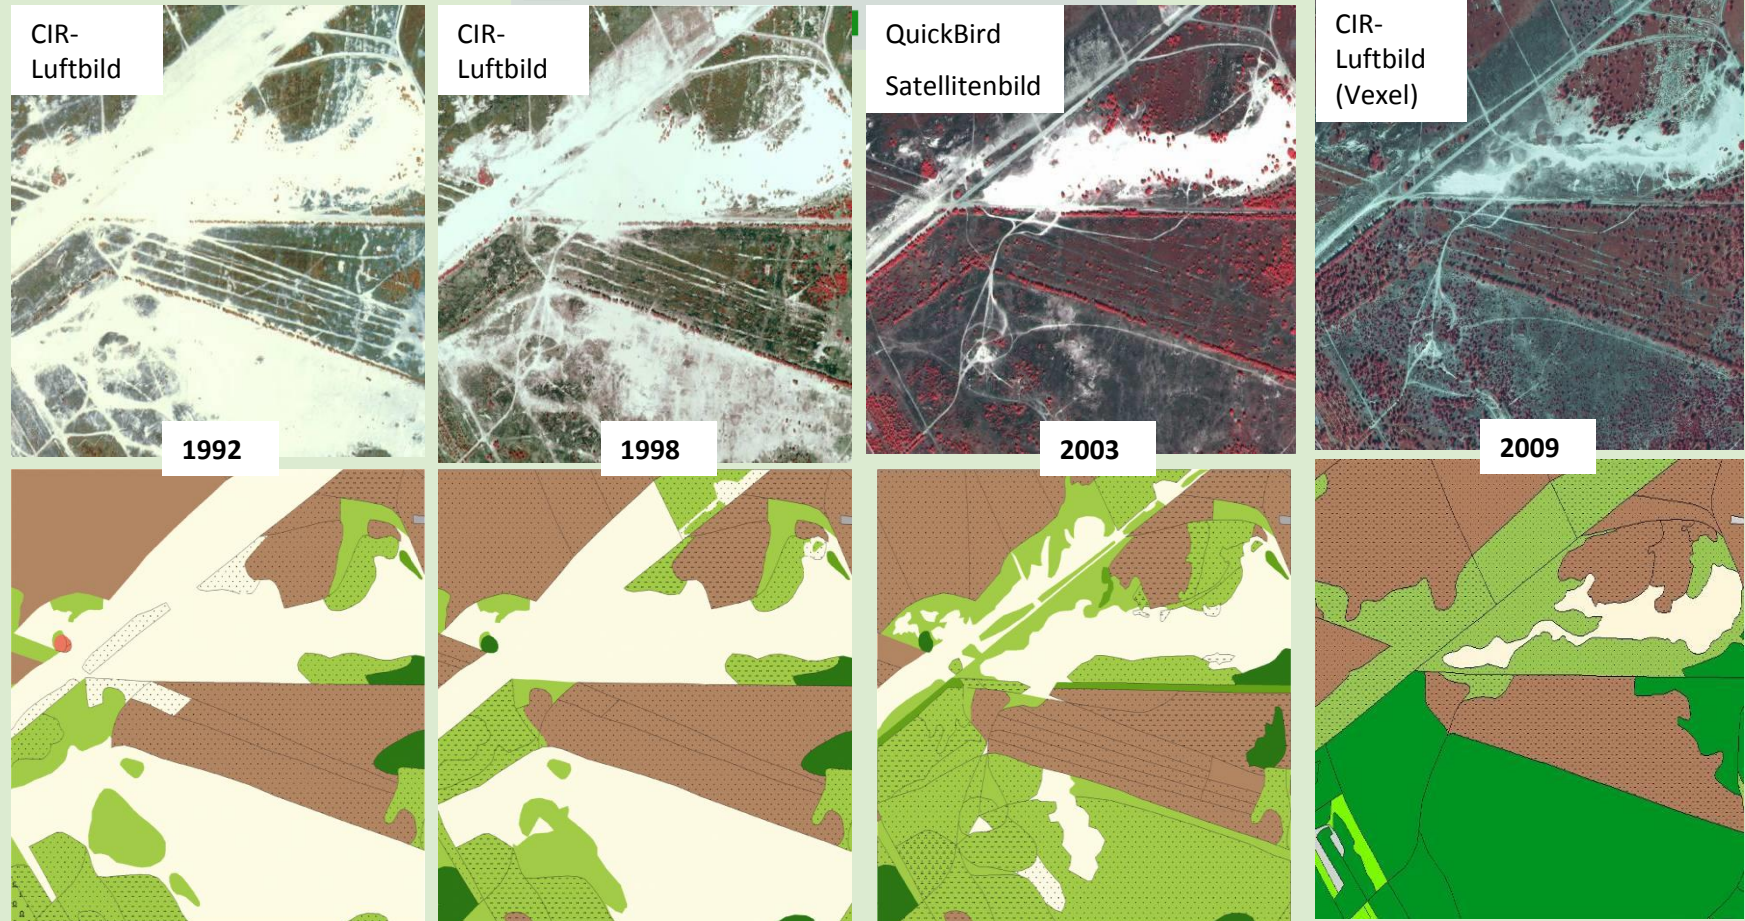 CIR-
Luftbild
CIR-
Luftbild
QuickBird
Satellitenbild
CIR-
Luftbild
(Vexel)
1992
1998
2003
2009